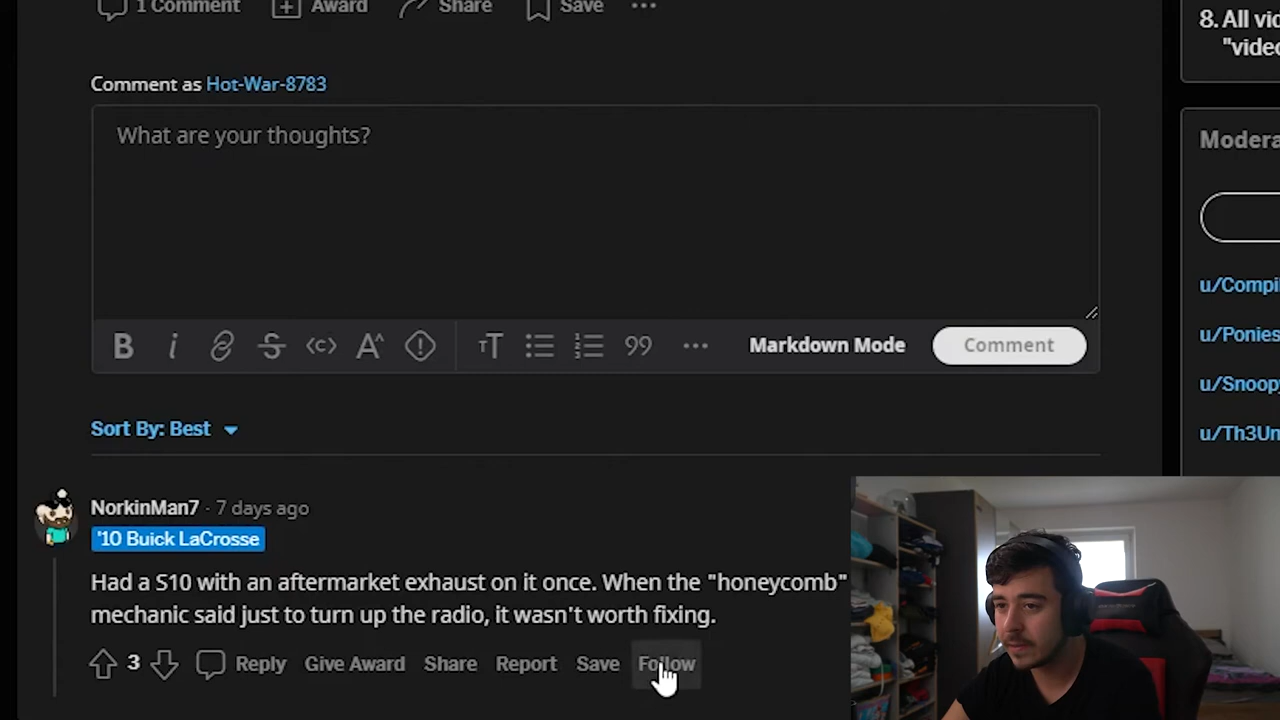 1 Comment Award Share Save
8. All
Comment as Hot-War-8783
What are your thoughts?
Modera
u/Compi
u/Ponies
B i <c> A T 99 Markdown Mode Comment
u/Snoopy
u/Th3Un
Sort By: Best
NorkinMan7 · 7 days ago
'10 Buick LaCrosse
Had a S10 with an aftermarket exhaust on it once. When the "honeycomb"
mechanic said just to turn up the radio, it wasn't worth fixing.
3 Reply Give Award Share Report Save Follow